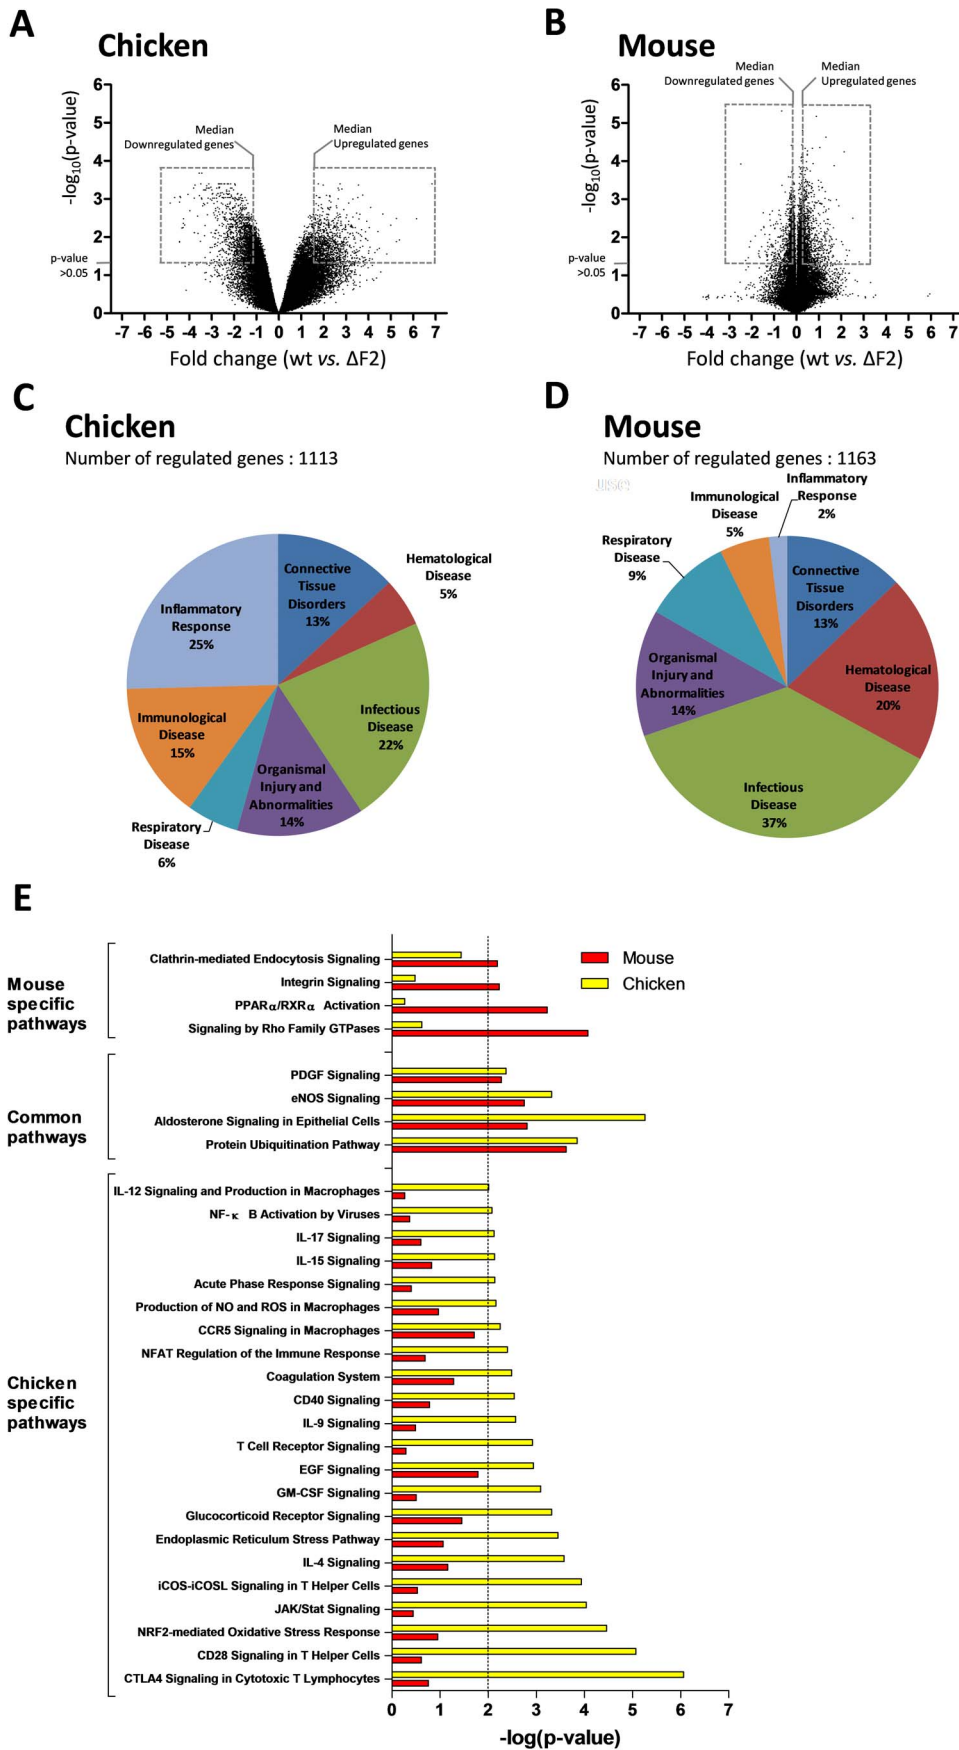 A
Chicken
-log10(p-value)
6
5
4
3
2
1
0
Median
Downregulated genes
Median
Upregulated genes
p-value
>0.05
-7 -6 -5 -4 -3 -2 -1 0 1 2 3 4 5 6 7
Fold change (wt vs. ΔF2)
B
Mouse
-log10(p-value)
6
5
4
3
2
1
0
Median
Downregulated genes
Median
Upregulated genes
p-value
>0.05
-7 -6 -5 -4 -3 -2 -1 0 1 2 3 4 5 6 7
Fold change (wt vs. ΔF2)
C
Chicken
Number of regulated genes : 1113
Connective
Tissue
Disorders
13%
Hematological
Disease
5%
Infectious
Disease
22%
Organismal
Injury and
Abnormalities
14%
Respiratory
Disease
6%
Immunological
Disease
15%
Inflammatory
Response
25%
D
Mouse
Number of regulated genes : 1163
Connective
Tissue
Disorders
13%
Hematological
Disease
20%
Infectious
Disease
37%
Organismal
Injury and
Abnormalities
14%
Respiratory
Disease
9%
Immunological
Disease
5%
Inflammatory
Response
2%
E
Mouse
Chicken
Mouse
specific
pathways
Clathrin-mediated Endocytosis Signaling
Integrin Signaling
PPARα/RXRα Activation
Signaling by Rho Family GTPases
Common
pathways
PDGF Signaling
eNOS Signaling
Aldosterone Signaling in Epithelial Cells
Protein Ubiquitination Pathway
Chicken
specific
pathways
IL-12 Signaling and Production in Macrophages
NF-κ B Activation by Viruses
IL-17 Signaling
IL-15 Signaling
Acute Phase Response Signaling
Production of NO and ROS in Macrophages
CCR5 Signaling in Macrophages
NFAT Regulation of the Immune Response
Coagulation System
CD40 Signaling
IL-9 Signaling
T Cell Receptor Signaling
EGF Signaling
GM-CSF Signaling
Glucocorticoid Receptor Signaling
Endoplasmic Reticulum Stress Pathway
IL-4 Signaling
iCOS-iCOSL Signaling in T Helper Cells
JAK/Stat Signaling
NRF2-mediated Oxidative Stress Response
CD28 Signaling in T Helper Cells
CTLA4 Signaling in Cytotoxic T Lymphocytes
0 1 2 3 4 5 6 7
-log(p-value)